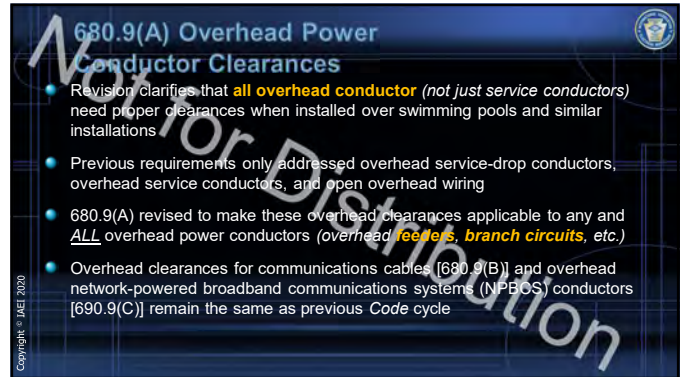 680.9(A) Overhead Power
Conductor Clearances
Revision clarifies that all overhead conductor (not just service conductors)
need proper clearances when installed over swimming pools and similar
installations
Previous requirements only addressed overhead service-drop conductors,
overhead service conductors, and open overhead wiring
680.9(A) revised to make these overhead clearances applicable to any and
ALL overhead power conductors (overhead feeders, branch circuits, etc.)
Overhead clearances for communications cables [680.9(B)] and overhead
network-powered broadband communications systems (NPBCS) conductors
[690.9(C)] remain the same as previous Code cycle
Copyright © IAEI 2020
Not for Distribution